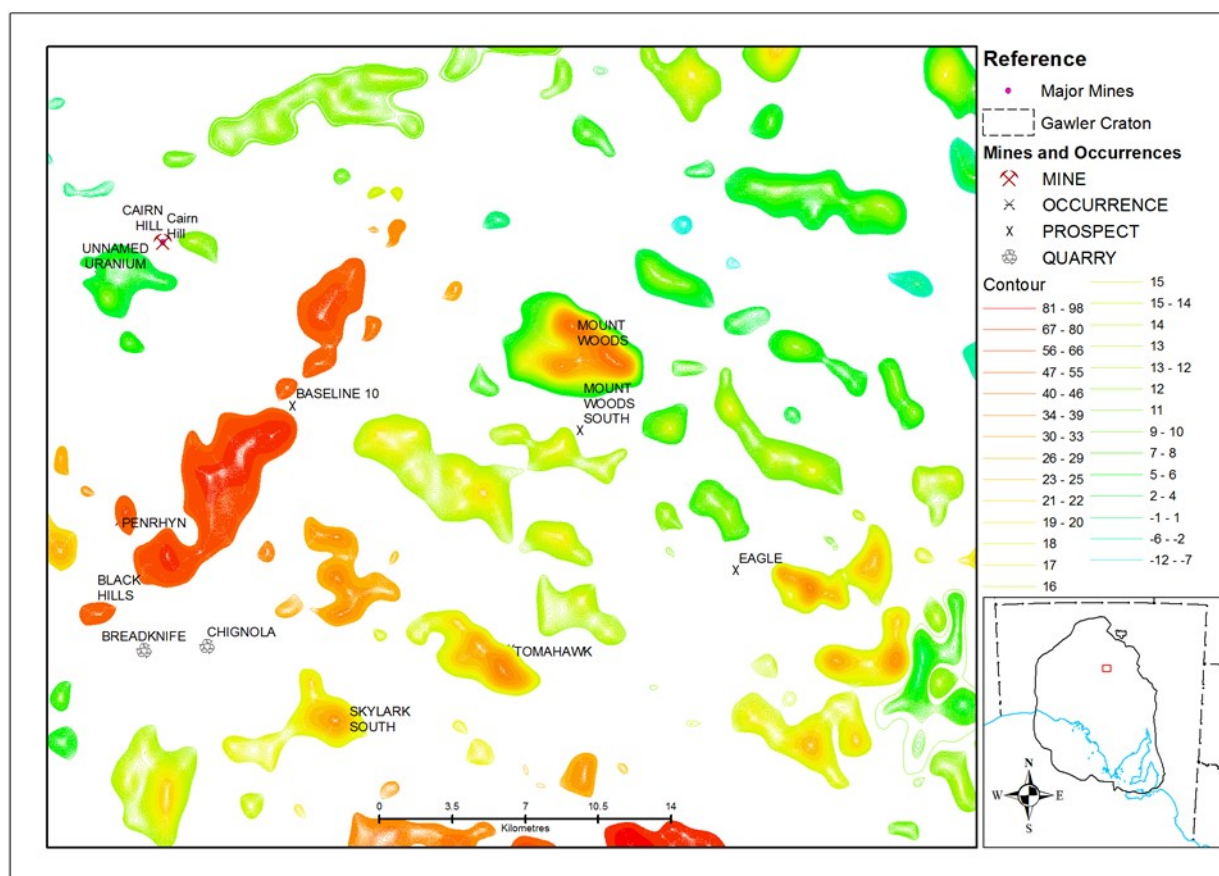 CAIRN
HILL
Cairn
Hill
UNNAMED
URANIUM
MOUNT
WOODS
MOUNT
WOODS
SOUTH
BASELINE 10
PENRHYN
BLACK
HILLS
EAGLE
BREADKNIFE
CHIGNOLA
TOMAHAWK
SKYLARK
SOUTH
0 3.5 7 10.5 14
Kilometres
Reference
Major Mines
Gawler Craton
Mines and Occurrences
MINE
OCCURRENCE
PROSPECT
QUARRY
Contour
81 - 98
67 - 80
56 - 66
47 - 55
40 - 46
34 - 39
30 - 33
26 - 29
23 - 25
21 - 22
19 - 20
18
17
16
15
15 - 14
14
13
13 - 12
12
11
9 - 10
7 - 8
5 - 6
2 - 4
-1 - 1
-6 - -2
-12 - -7
N
W E
S